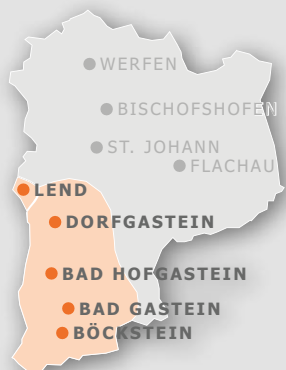 WERFEN
BISCHOFSHOFEN
ST. JOHANN
FLACHAU
LEND
DORFGASTEIN
BAD HOFGASTEIN
BAD GASTEIN
BÖCKSTEIN